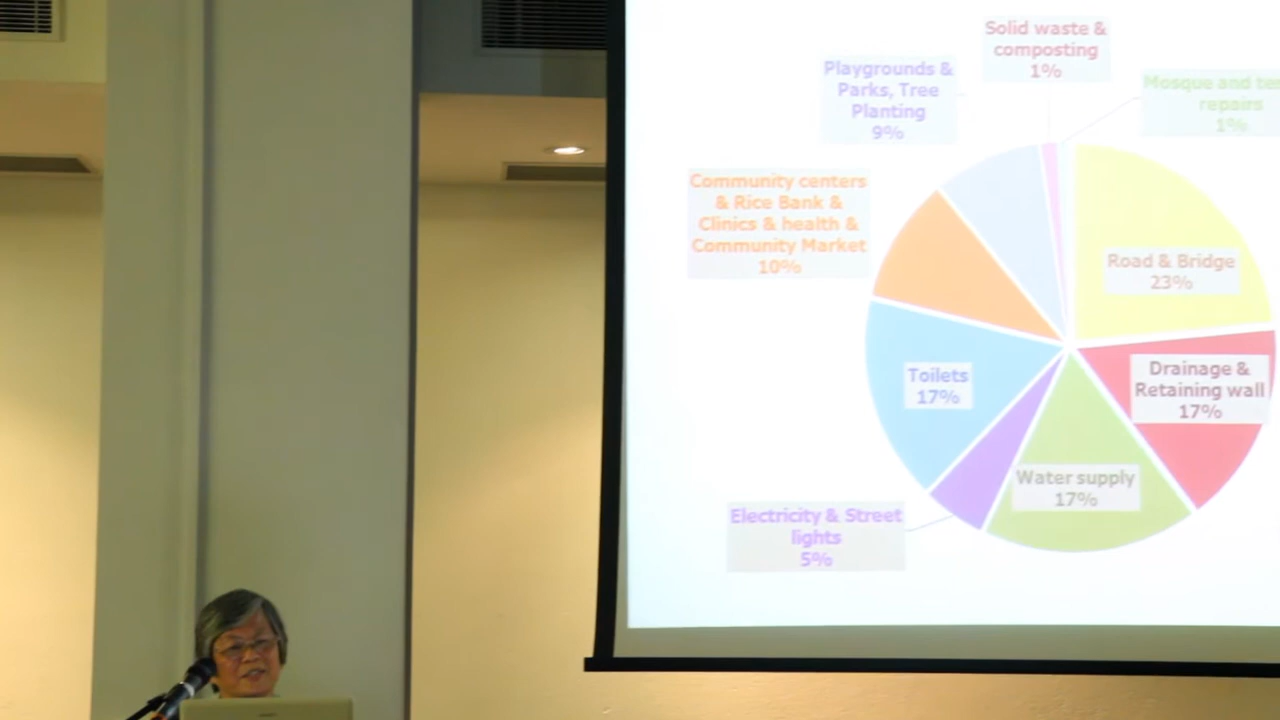 Solid waste &
composting
1%
Playgrounds &
Parks, Tree
Planting
9%
Mosque and
repairs
1%
Community centers
& Rice Bank &
Clinics & health &
Community Market
10%
Road & Bridge
23%
Drainage &
Retaining wall
17%
Toilets
17%
Water supply
17%
Electricity & Street
lights
5%